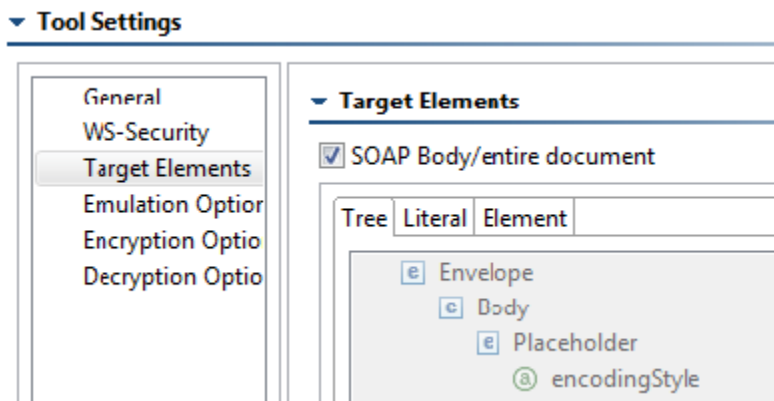 Tool Settings
General
WS-Security
Target Elements
Emulation Option
Encryption Optio
Decryption Optio
Target Elements
SOAP Body/entire document
Tree Literal Element
e Envelope
c Body
e Placeholder
a encodingStyle